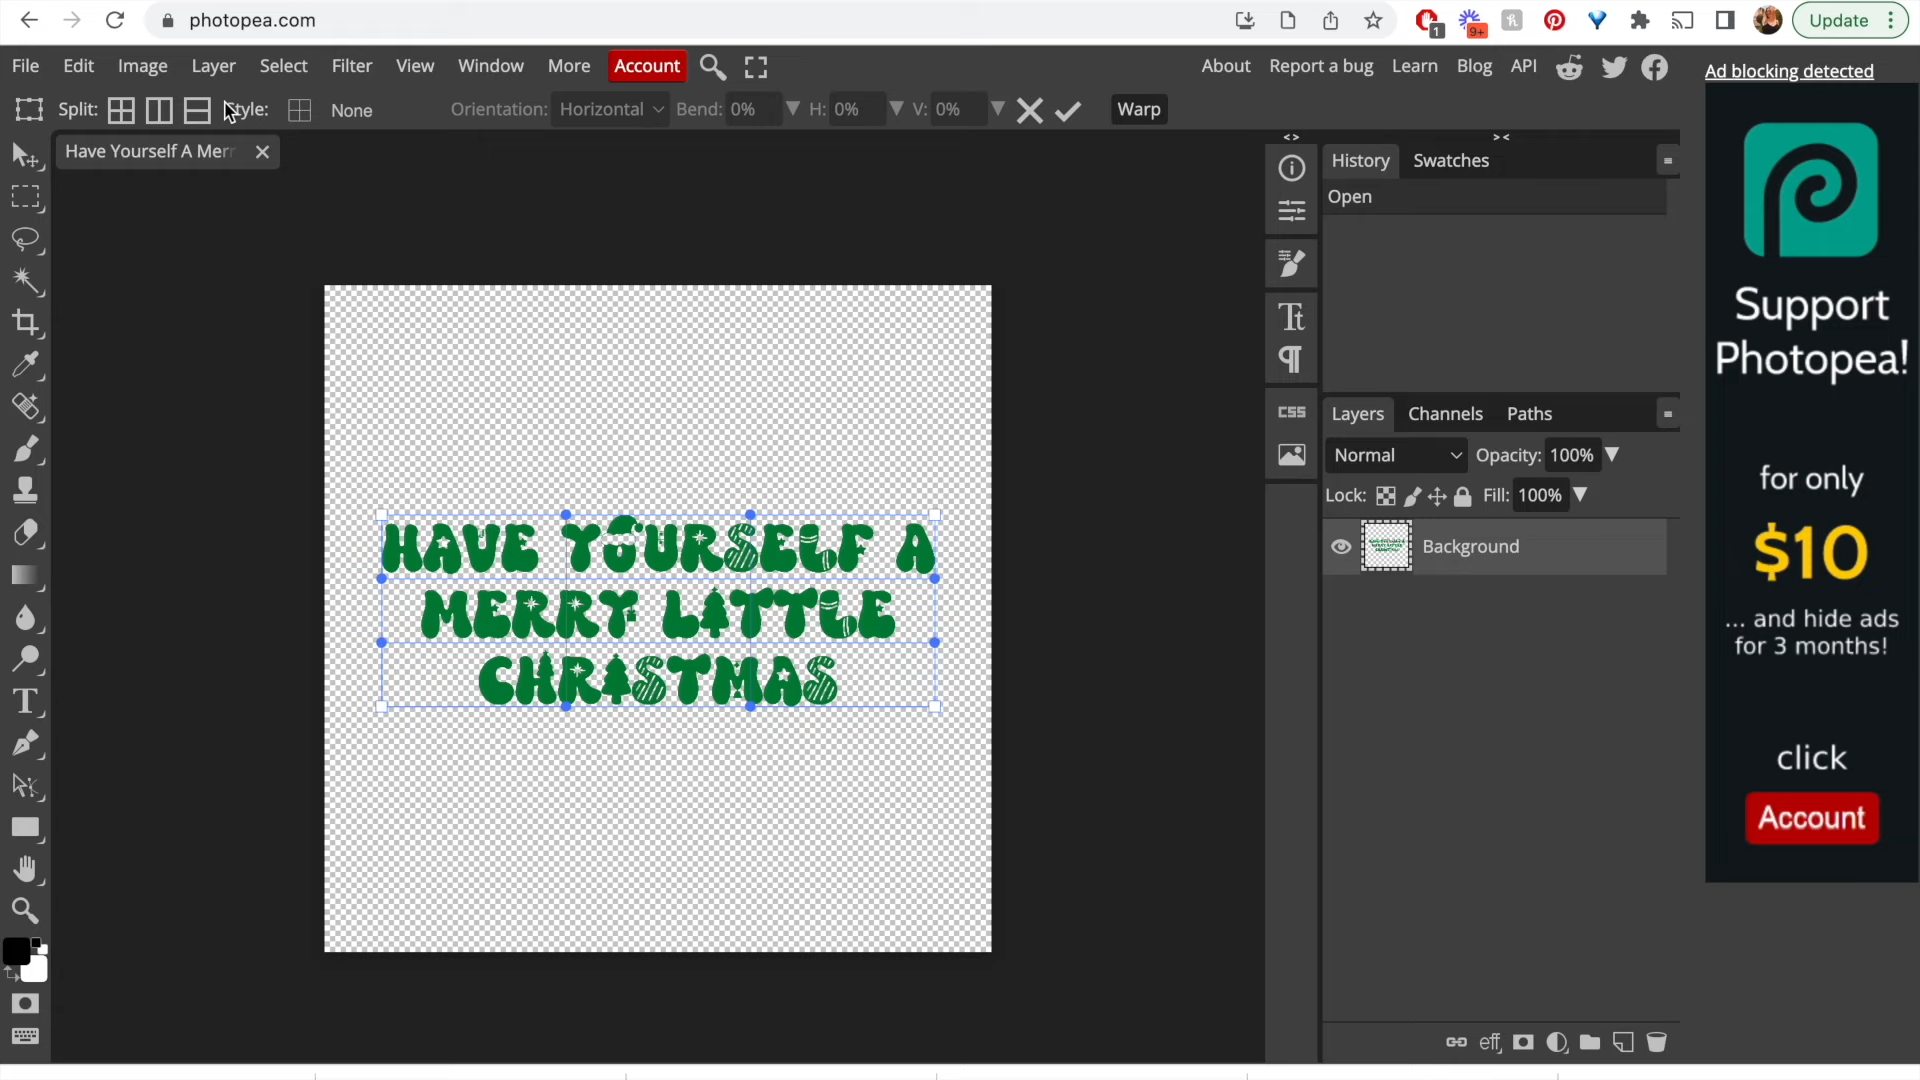 photopea.com
1
9+
Update
File Edit Image Layer Select Filter View Window More Account
About Report a bug Learn Blog API
Ad blocking detected
Split: Style: None Orientation: Horizontal Bend: 0% H: 0% V: 0% Warp
Have Yourself A Merr
History Swatches
Open
HAVE YOURSELF A
MERRY LITTLE
CHRISTMAS
CSS
Layers Channels Paths
Normal Opacity: 100%
Lock: Fill: 100%
Background
eff
Support
Photopea!
for only
$10
... and hide ads
for 3 months!
click
Account